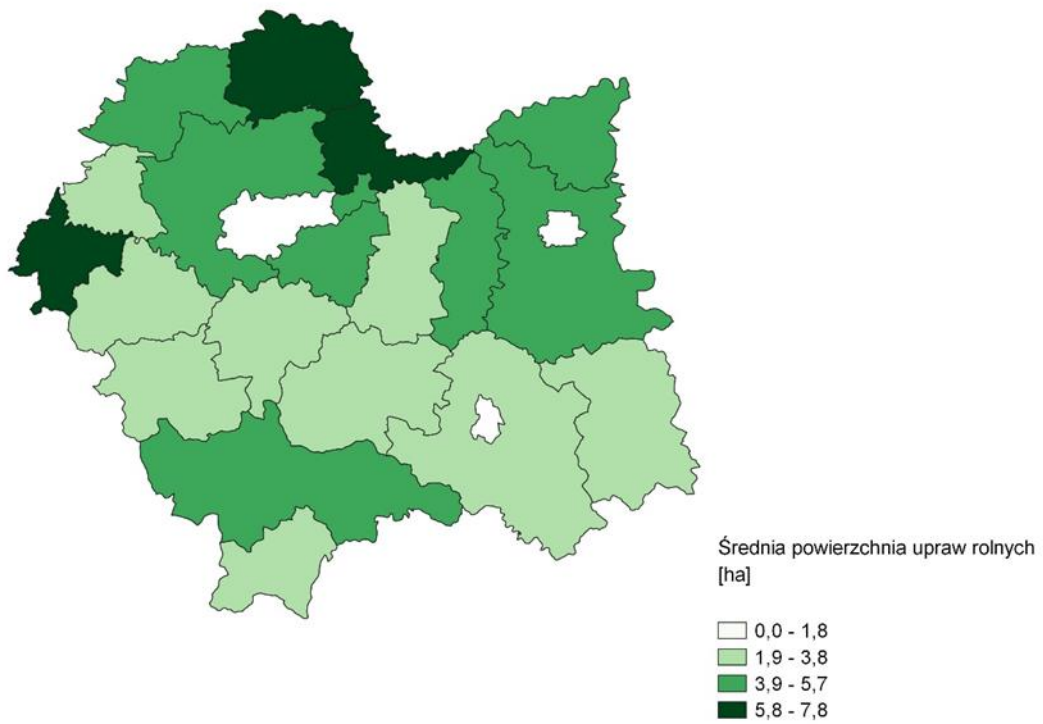 Średnia powierzchnia upraw rolnych
[ha]
0,0 - 1,8
1,9 - 3,8
3,9 - 5,7
5,8 - 7,8